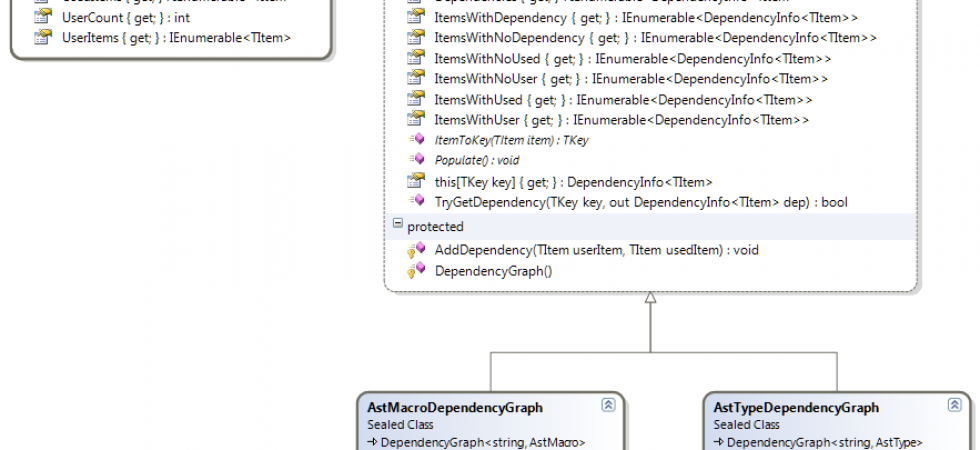 UserCount { get; } : int
UserItems { get; } : IEnumerable<TItem>
ItemsWithDependency { get; } : IEnumerable<DependencyInfo<TItem>>
ItemsWithNoDependency { get; } : IEnumerable<DependencyInfo<TItem>>
ItemsWithNoUsed { get; } : IEnumerable<DependencyInfo<TItem>>
ItemsWithNoUser { get; } : IEnumerable<DependencyInfo<TItem>>
ItemsWithUsed { get; } : IEnumerable<DependencyInfo<TItem>>
ItemsWithUser { get; } : IEnumerable<DependencyInfo<TItem>>
ItemToKey(TItem item) : TKey
Populate() : void
this[TKey key] { get; } : DependencyInfo<TItem>
TryGetDependency(TKey key, out DependencyInfo<TItem> dep) : bool
protected
AddDependency(TItem userItem, TItem usedItem) : void
DependencyGraph()
AstMacroDependencyGraph
Sealed Class
DependencyGraph<string, AstMacro>
AstTypeDependencyGraph
Sealed Class
DependencyGraph<string, AstType>